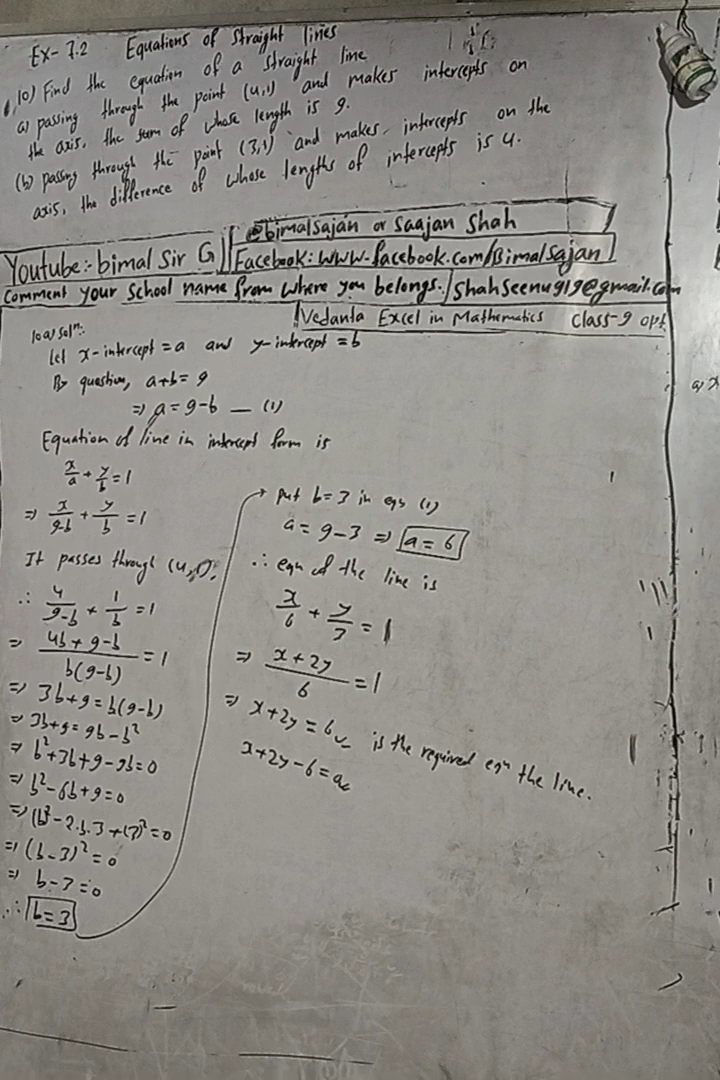 Ex- 7.2 Equations of straight lines
10) Find the equation of a straight line
a) passing through the point (4,1) and makes intercepts on
the axis, the sum of whose length is 9.
(b) passing through the point (3,1) and makes intercepts on the
axis, the difference of whose lengths of intercepts is 4.
@bimalsajan or Saajan Shah
Youtube:- bimal Sir G Facebook: www.facebook.com/Bimalsajan
Comment your School name from where you belongs. Shahseenu919@gmail.com
Vedanta Excel in Mathematics Class-9 opt
10a) solⁿ:
let x-intercept = a and y-intercept = b
By question, a+b = 9
⇒ a = 9-b — (1)
Equation of line in intercept form is
x/a + y/b = 1
⇒ x/9-b + y/b = 1
It passes through (4,1),
∴ 4/9-b + 1/b = 1
⇒ 4b + 9-b / b(9-b) = 1
⇒ 3b+9 = b(9-b)
⇒ 3b+9 = 9b - b²
⇒ b²+3b+9-9b=0
⇒ b²-6b+9=0
⇒ (b)²-2.b.3+(3)²=0
⇒ (b-3)²=0
⇒ b-3=0
∴ b=3
put b=3 in eqn (1)
a = 9-3 ⇒ a = 6
∴ eqn of the line is
x/6 + y/3 = 1
⇒ x+2y / 6 = 1
⇒ x+2y = 6
x+2y-6=0 is the required eqn the line.